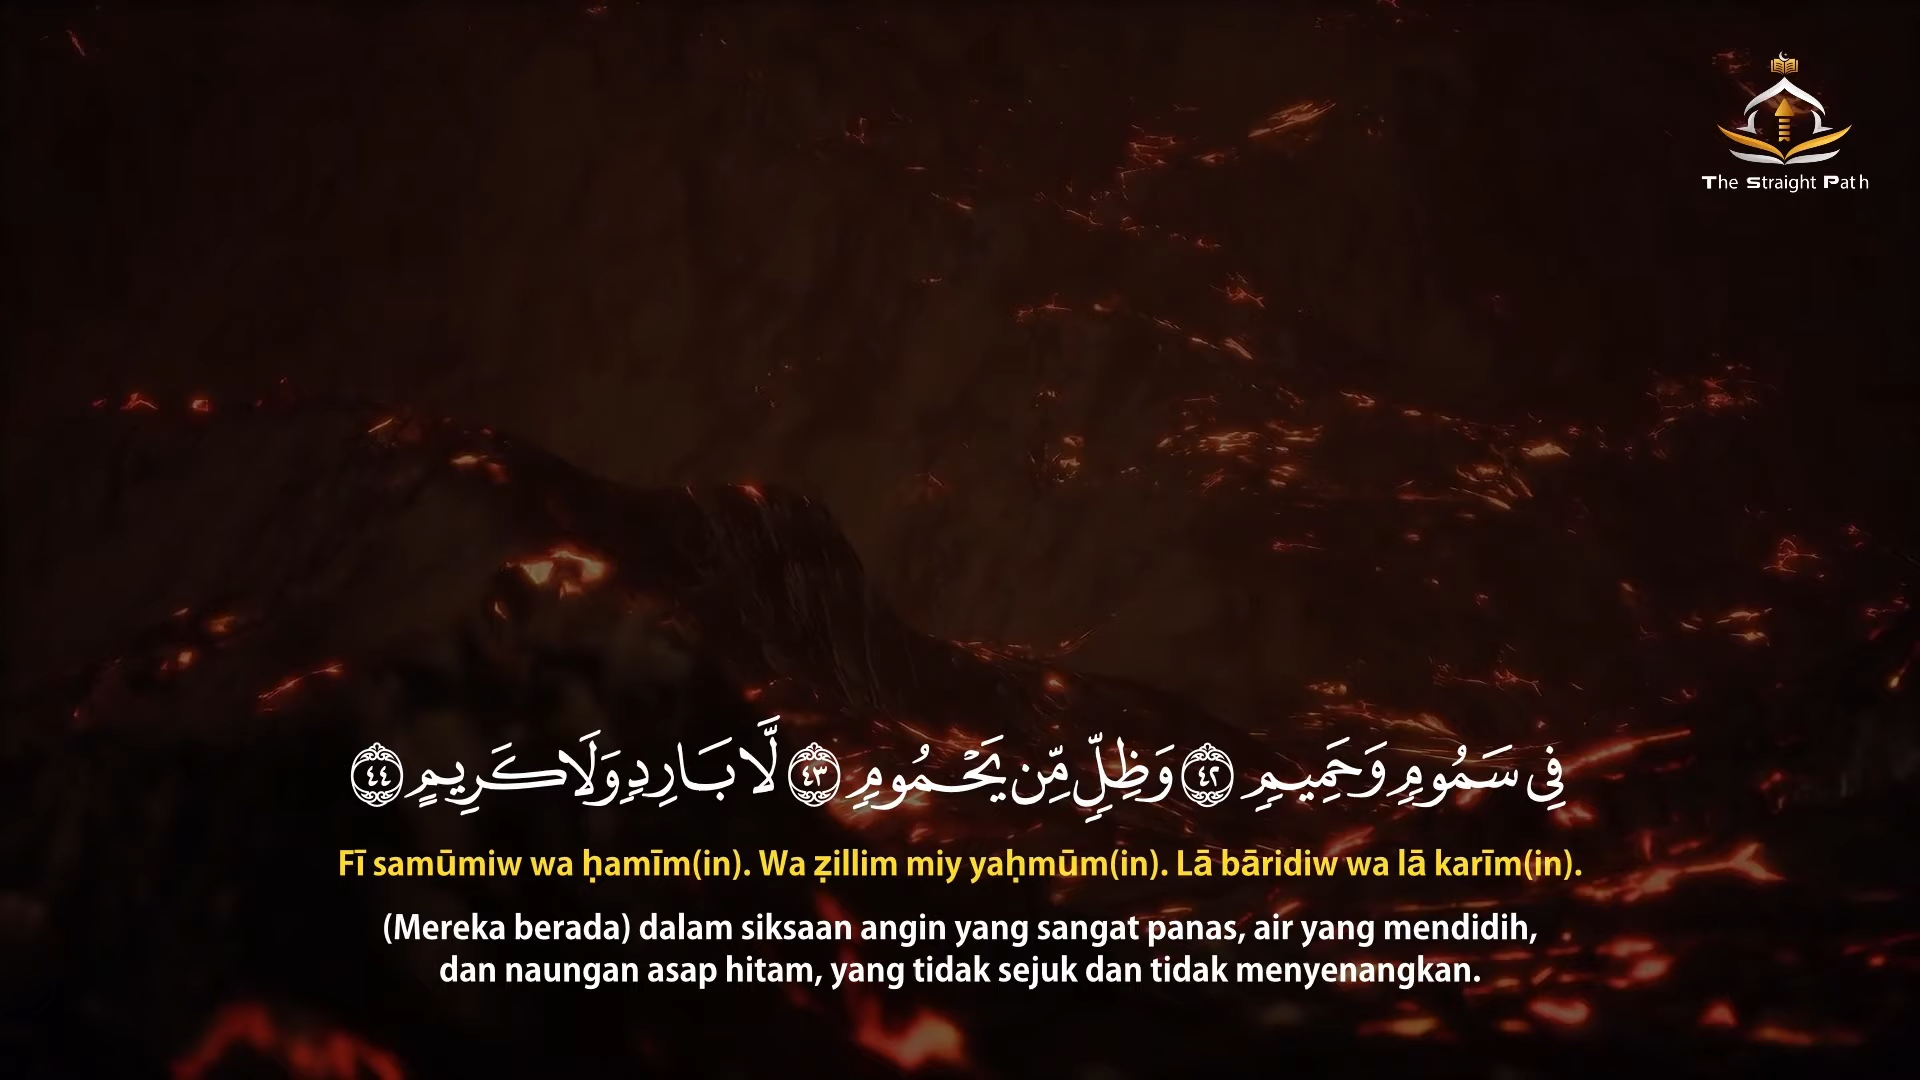 The Straight Path
فِي سَمُومٍ وَحَمِيمٍ ٤٢ وَظِلٍّ مِّن يَحْمُومٍ ٤٣ لَّا بَارِدٍ وَلَا كَرِيمٍ ٤٤
Fī samūmiw wa ḥamīm(in). Wa ẓillim miy yaḥmūm(in). Lā bāridiw wa lā karīm(in).
(Mereka berada) dalam siksaan angin yang sangat panas, air yang mendidih,
dan naungan asap hitam, yang tidak sejuk dan tidak menyenangkan.